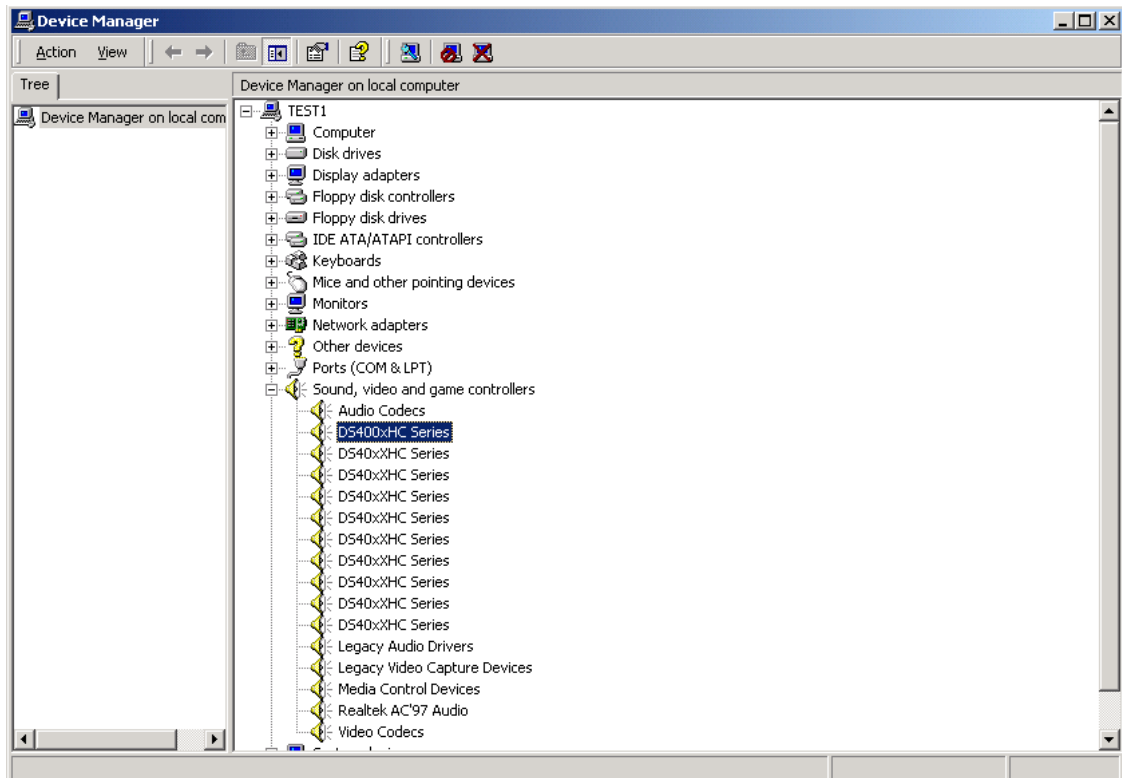 Device Manager
Action View
Tree
Device Manager on local computer
Device Manager on local com
TEST1
Computer
Disk drives
Display adapters
Floppy disk controllers
Floppy disk drives
IDE ATA/ATAPI controllers
Keyboards
Mice and other pointing devices
Monitors
Network adapters
Other devices
Ports (COM & LPT)
Sound, video and game controllers
Audio Codecs
DS400xHC Series
DS40xXHC Series
DS40xXHC Series
DS40xXHC Series
DS40xXHC Series
DS40xXHC Series
DS40xXHC Series
DS40xXHC Series
DS40xXHC Series
DS40xXHC Series
Legacy Audio Drivers
Legacy Video Capture Devices
Media Control Devices
Realtek AC'97 Audio
Video Codecs